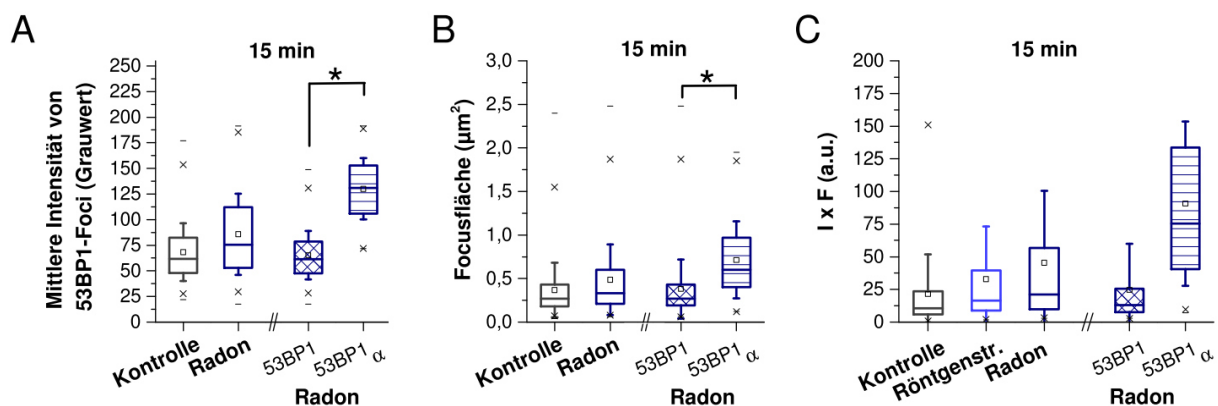 A
15 min
Mittlere Intensität von
53BP1-Foci (Grauwert)
250
225
200
175
150
125
100
75
50
25
0
*
Kontrolle
Radon
//
53BP1
53BP1 α
Radon
B
15 min
Focusfläche (µm²)
3,0
2,5
2,0
1,5
1,0
0,5
0,0
*
Kontrolle
Radon
//
53BP1
53BP1 α
Radon
C
15 min
I x F (a.u.)
200
175
150
125
100
75
50
25
0
Kontrolle
Röntgenstr.
Radon
//
53BP1
53BP1 α
Radon